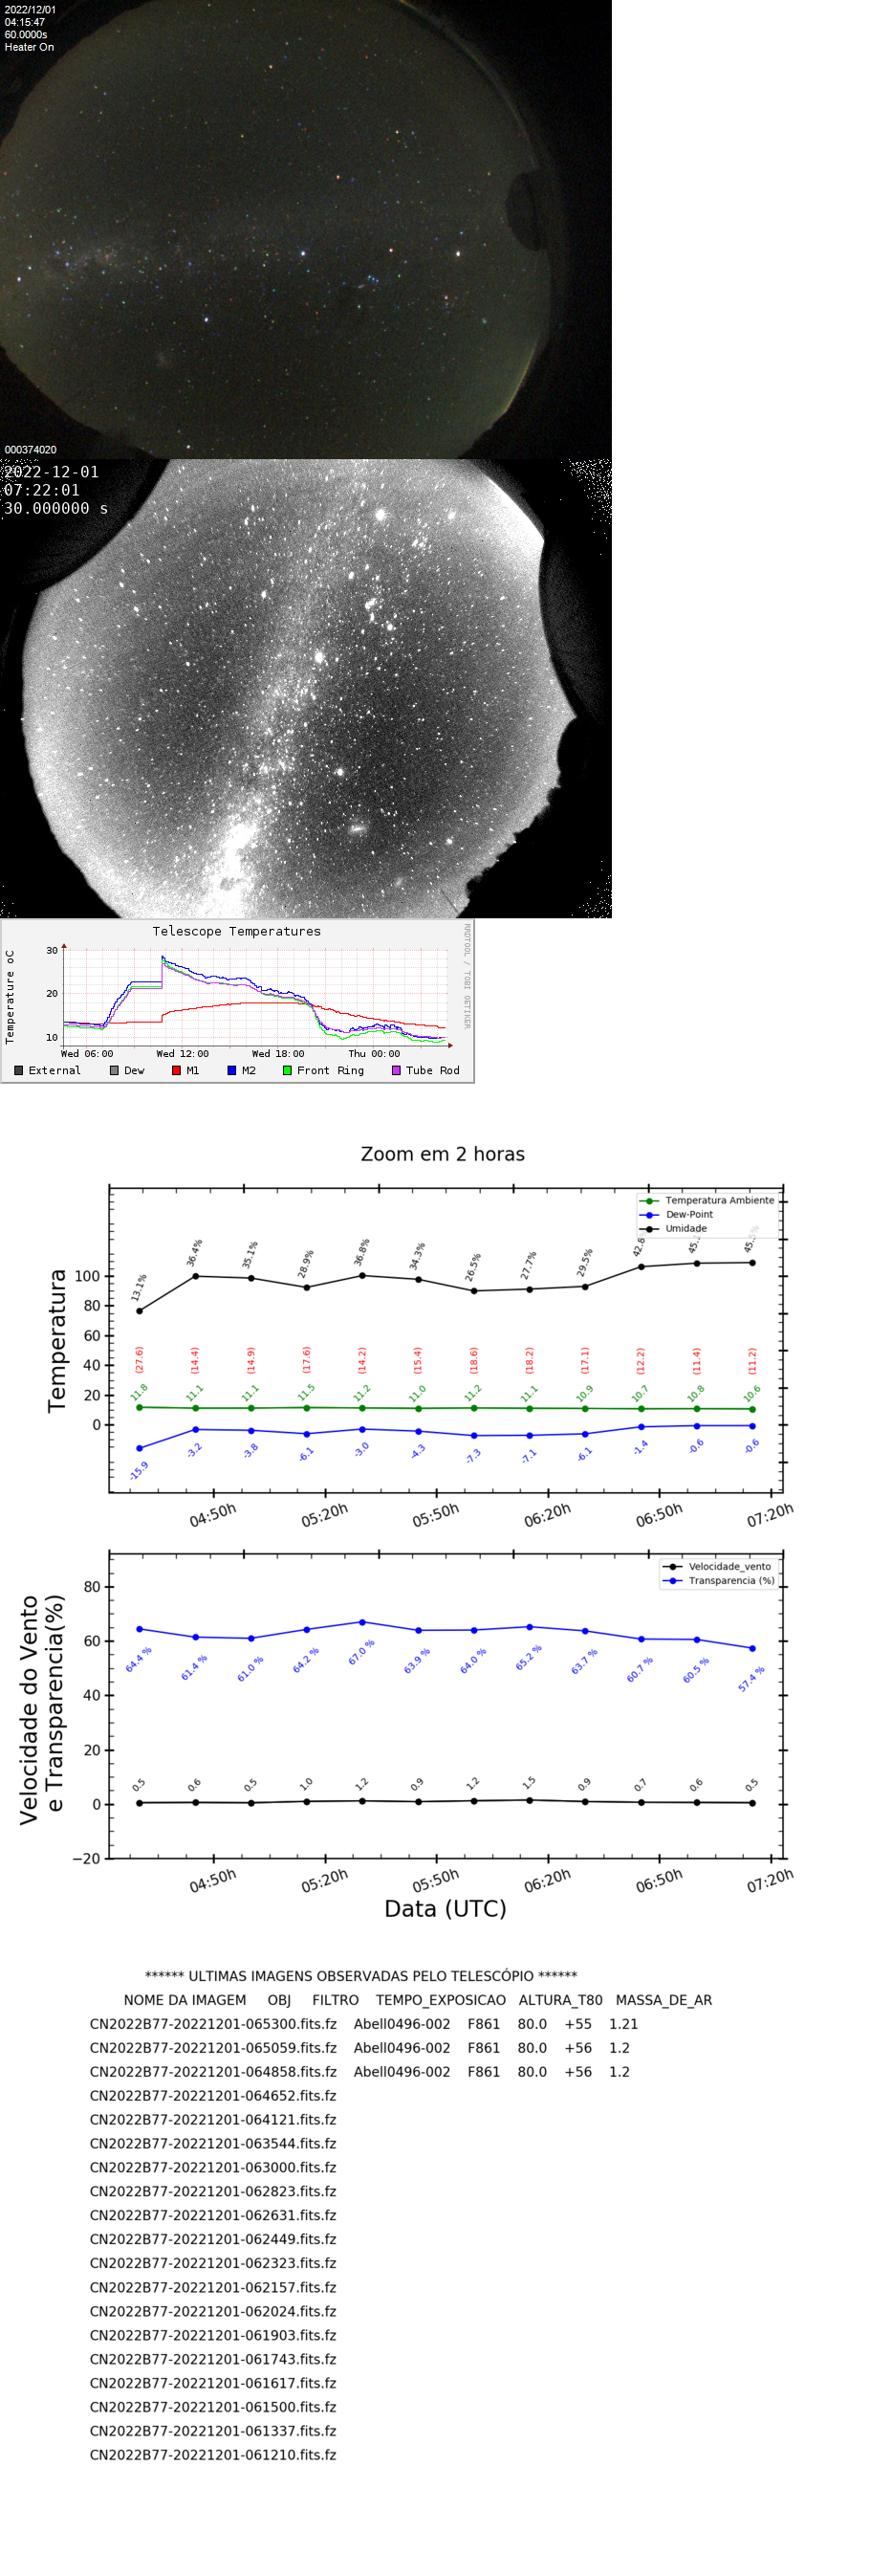 2022/12/01
04:15:47
60.0000s
Heater On
000374020
2022-12-01
07:22:01
30.000000 s
Telescope Temperatures
RRDTOOL / TOBI OETIKER
Temperature oC
30
20
10
Wed 06:00 Wed 12:00 Wed 18:00 Thu 00:00
External Dew M1 M2 Front Ring Tube Rod
Zoom em 2 horas
Temperatura Ambiente
Dew-Point
Umidade
13.1% 36.4% 35.1% 28.9% 36.8% 34.3% 26.5% 27.7% 29.5% 42.8%
Temperatura
100
80
60
40
20
0
(27.6) (14.4) (14.9) (17.6) (14.2) (15.4) (18.6) (18.2) (17.1) (12.2) (11.4) (11.2)
11.8 11.1 11.1 11.5 11.2 11.0 11.2 11.1 10.9 10.7 10.8 10.6
-15.9 -3.2 -3.8 -6.1 -3.0 -4.3 -7.3 -7.1 -6.1 -1.4 -0.6 -0.6
04:50h 05:20h 05:50h 06:20h 06:50h 07:20h
Velocidade_vento
Transparencia (%)
Velocidade do Vento
e Transparencia(%)
80
60
40
20
0
−20
64.4 % 61.4 % 61.0 % 64.2 % 67.0 % 63.9 % 64.0 % 65.2 % 63.7 % 60.7 % 60.5 % 57.4 %
0.5 0.6 0.5 1.0 1.2 0.9 1.2 1.5 0.9 0.7 0.6 0.5
04:50h 05:20h 05:50h 06:20h 06:50h 07:20h
Data (UTC)
****** ULTIMAS IMAGENS OBSERVADAS PELO TELESCÓPIO ******
NOME DA IMAGEM OBJ FILTRO TEMPO_EXPOSICAO ALTURA_T80 MASSA_DE_AR
CN2022B77-20221201-065300.fits.fz Abell0496-002 F861 80.0 +55 1.21
CN2022B77-20221201-065059.fits.fz Abell0496-002 F861 80.0 +56 1.2
CN2022B77-20221201-064858.fits.fz Abell0496-002 F861 80.0 +56 1.2
CN2022B77-20221201-064652.fits.fz
CN2022B77-20221201-064121.fits.fz
CN2022B77-20221201-063544.fits.fz
CN2022B77-20221201-063000.fits.fz
CN2022B77-20221201-062823.fits.fz
CN2022B77-20221201-062631.fits.fz
CN2022B77-20221201-062449.fits.fz
CN2022B77-20221201-062323.fits.fz
CN2022B77-20221201-062157.fits.fz
CN2022B77-20221201-062024.fits.fz
CN2022B77-20221201-061903.fits.fz
CN2022B77-20221201-061743.fits.fz
CN2022B77-20221201-061617.fits.fz
CN2022B77-20221201-061500.fits.fz
CN2022B77-20221201-061337.fits.fz
CN2022B77-20221201-061210.fits.fz